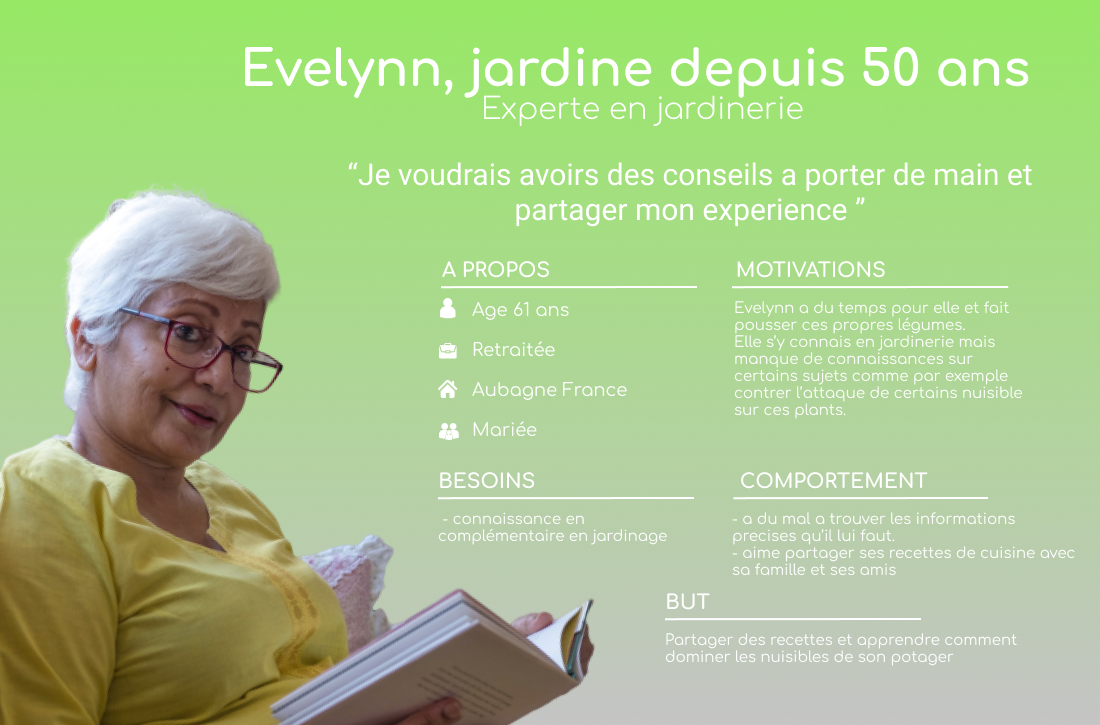 Evelynn, jardine depuis 50 ans
Experte en jardinerie
“Je voudrais avoirs des conseils a porter de main et
partager mon experience ”
A PROPOS
Age 61 ans
Retraitée
Aubagne France
Mariée
MOTIVATIONS
Evelynn a du temps pour elle et fait
pousser ces propres légumes.
Elle s’y connais en jardinerie mais
manque de connaissances sur
certains sujets comme par exemple
contrer l’attaque de certains nuisible
sur ces plants.
BESOINS
- connaissance en
complémentaire en jardinage
COMPORTEMENT
- a du mal a trouver les informations
precises qu’il lui faut.
- aime partager ses recettes de cuisine avec
sa famille et ses amis
BUT
Partager des recettes et apprendre comment
dominer les nuisibles de son potager